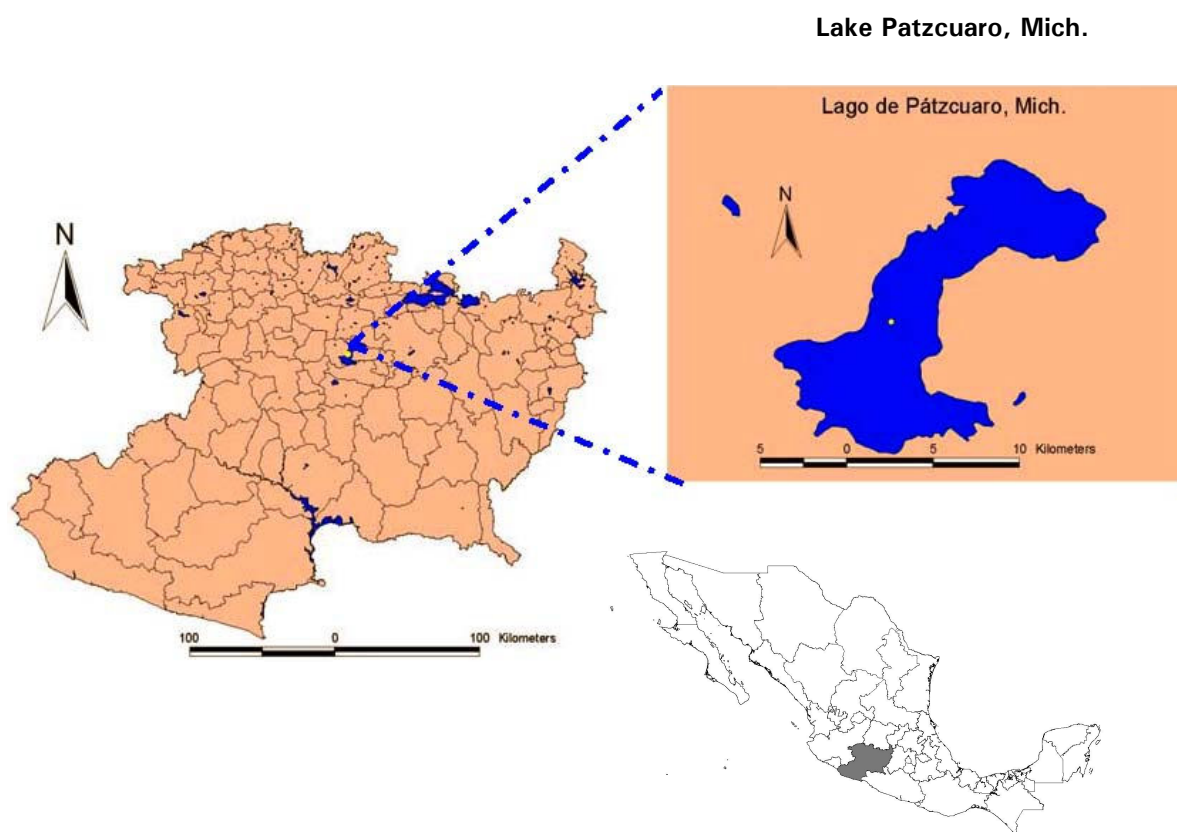 Lake Patzcuaro, Mich.
Lago de Pátzcuaro, Mich.
N
N
5 0 5 10 Kilometers
100 0 100 Kilometers